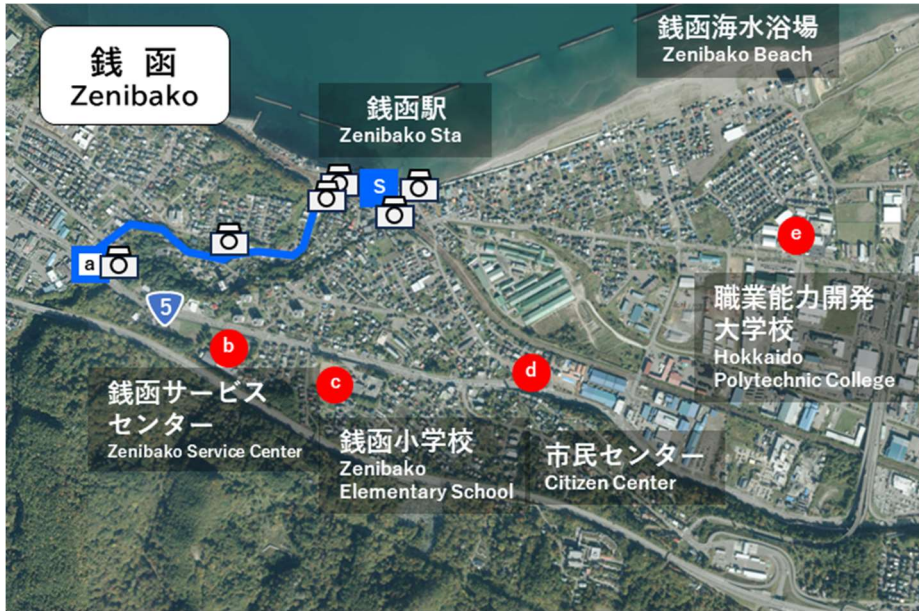 銭函
Zenibako
銭函海水浴場
Zenibako Beach
銭函駅
Zenibako Sta
S
a
5
b
c
d
e
銭函サービス
センター
Zenibako Service Center
銭函小学校
Zenibako
Elementary School
市民センター
Citizen Center
職業能力開発
大学校
Hokkaido
Polytechnic College